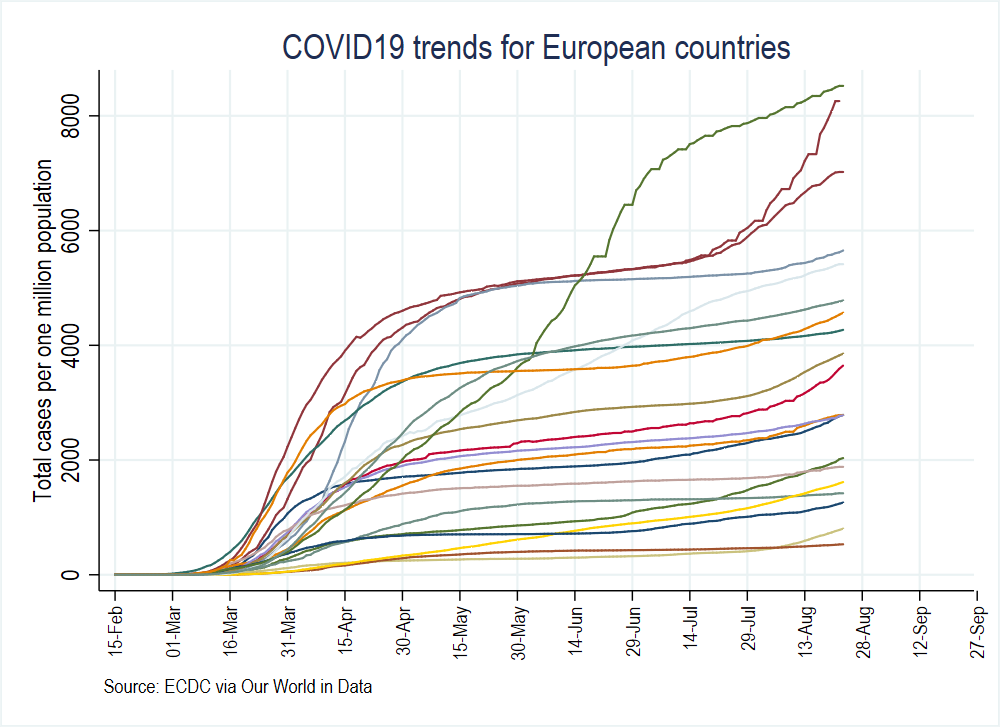 COVID19 trends for European countries
Total cases per one million population
8000
6000
4000
2000
0
15-Feb
01-Mar
16-Mar
31-Mar
15-Apr
30-Apr
15-May
30-May
14-Jun
29-Jun
14-Jul
29-Jul
13-Aug
28-Aug
12-Sep
27-Sep
Source: ECDC via Our World in Data